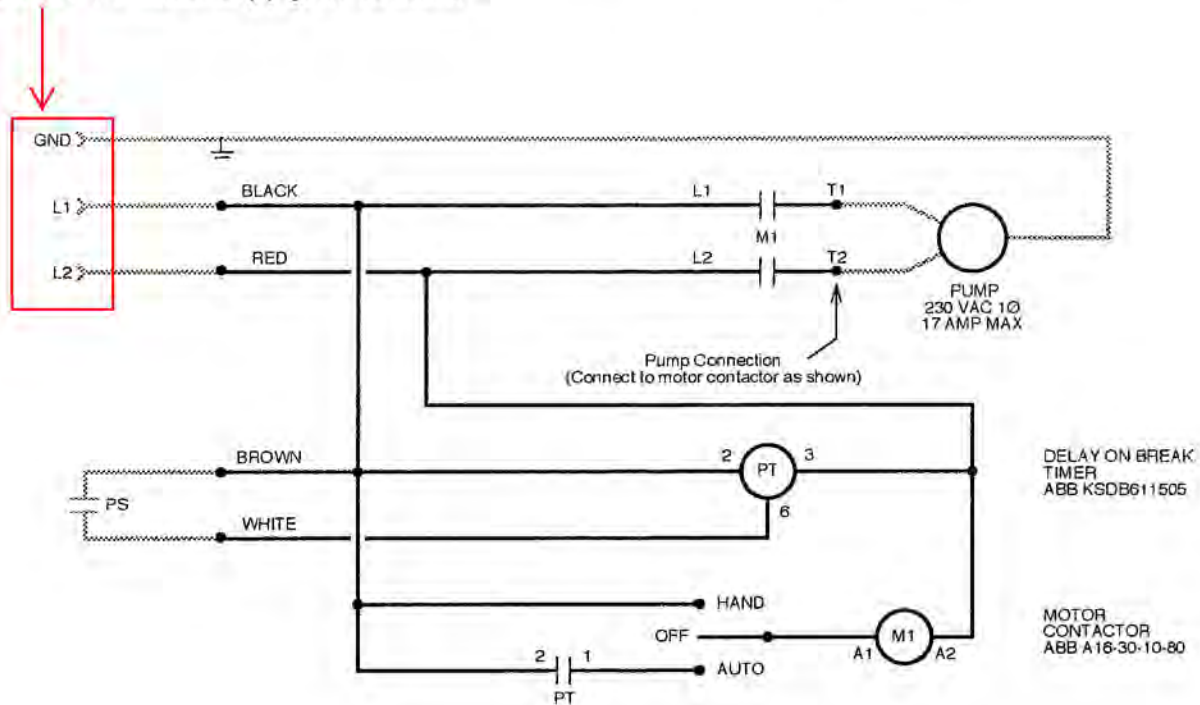 GND
L1
BLACK
L1
T1
M1
L2
RED
L2
T2
PUMP
230 VAC 1Ø
17 AMP MAX
Pump Connection
(Connect to motor contactor as shown)
BROWN
2
PT
3
6
DELAY ON BREAK
TIMER
ABB KSDB611505
PS
WHITE
HAND
OFF
A1
M1
A2
MOTOR
CONTACTOR
ABB A16-30-10-80
2
1
PT
AUTO